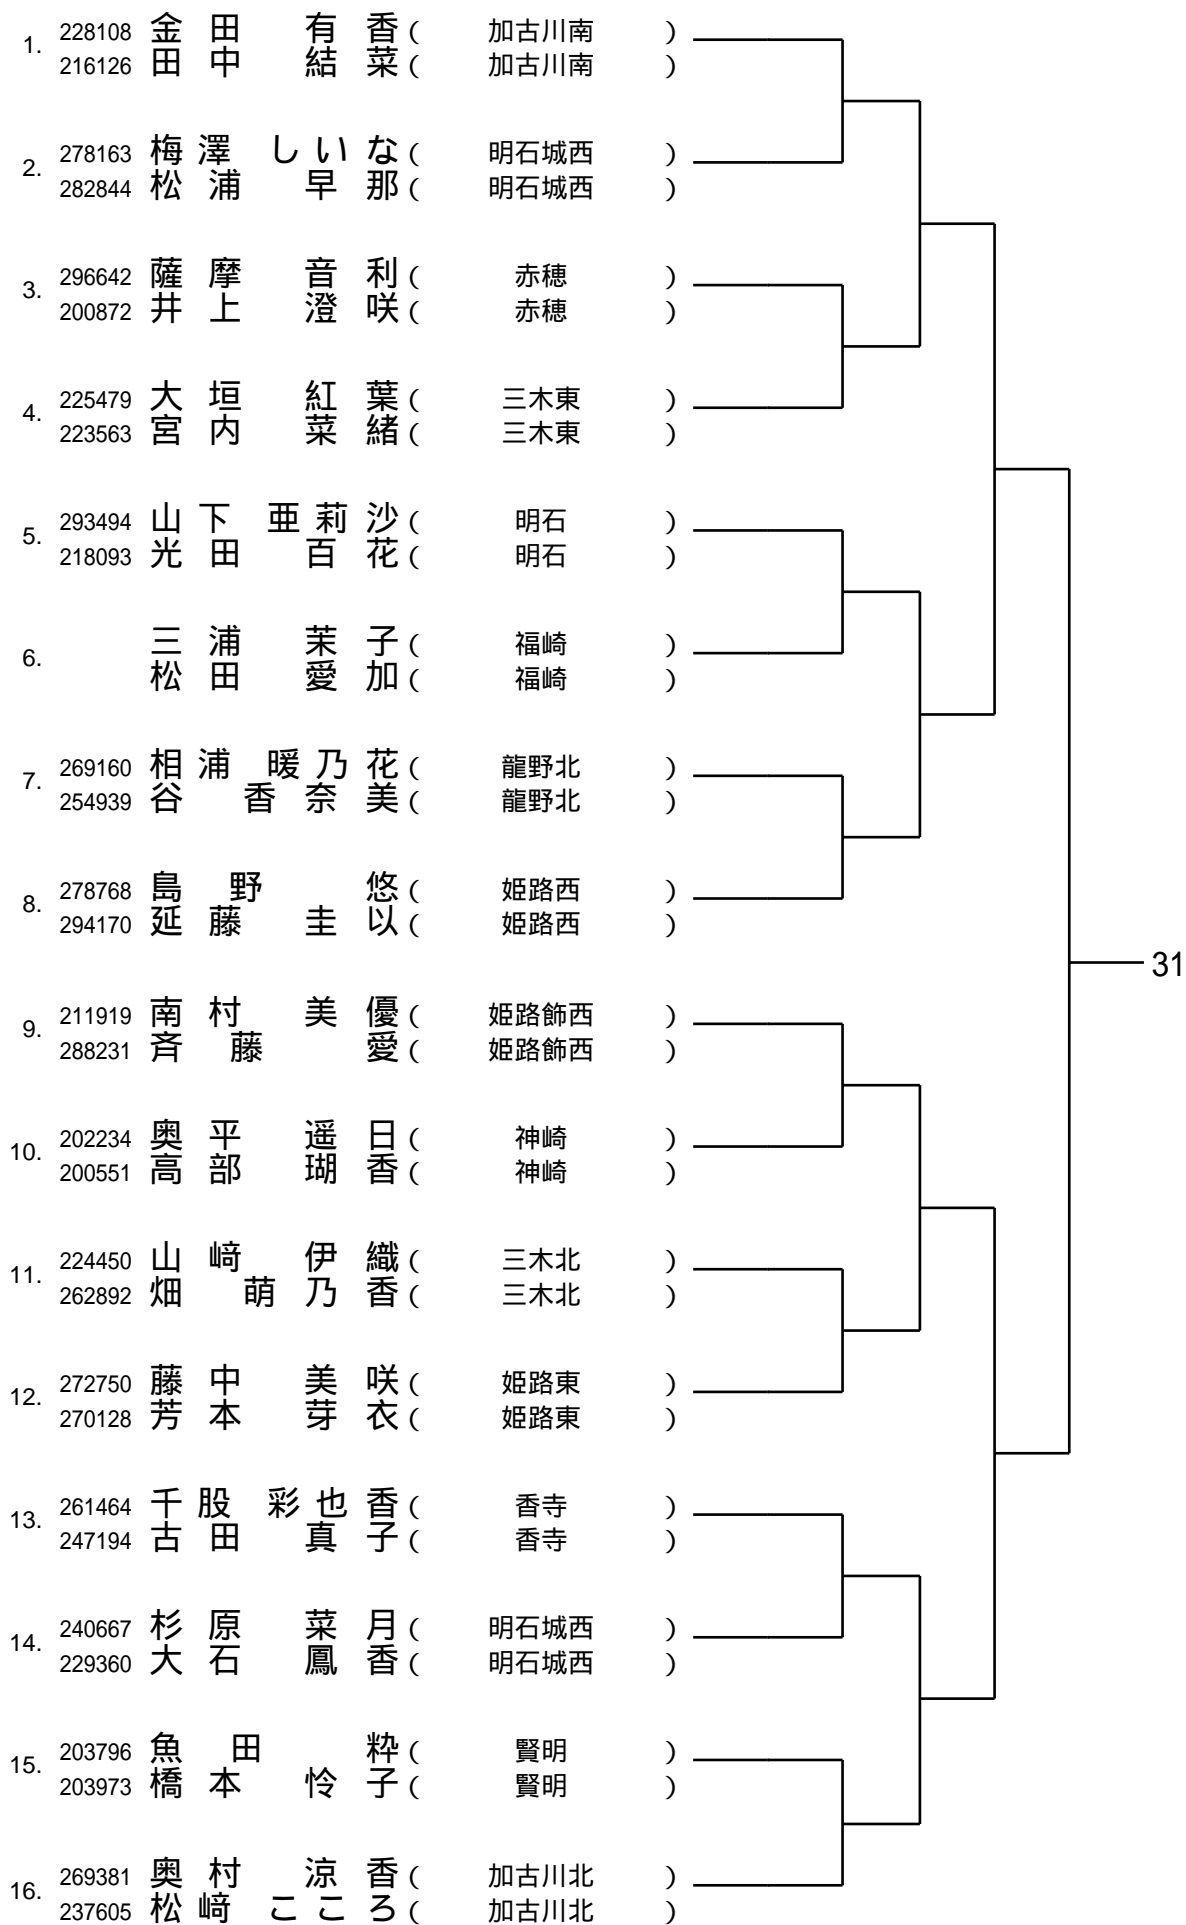 1. 228108 金田 有香 ( 加古川南 )
216126 田中 結菜 ( 加古川南 )
2. 278163 梅澤 しいな ( 明石城西 )
282844 松浦 早那 ( 明石城西 )
3. 296642 薩摩 音利 ( 赤穂 )
200872 井上 澄咲 ( 赤穂 )
4. 225479 大垣 紅葉 ( 三木東 )
223563 宮内 菜緒 ( 三木東 )
5. 293494 山下 亜莉沙 ( 明石 )
218093 光田 百花 ( 明石 )
6. 三浦 茉子 ( 福崎 )
松田 愛加 ( 福崎 )
7. 269160 相浦 暖乃花 ( 龍野北 )
254939 谷 香奈美 ( 龍野北 )
8. 278768 島野 悠 ( 姫路西 )
294170 延藤 圭以 ( 姫路西 )
31
9. 211919 南村 美優 ( 姫路飾西 )
288231 斉藤 愛 ( 姫路飾西 )
10. 202234 奥平 遥日 ( 神崎 )
200551 高部 瑚香 ( 神崎 )
11. 224450 山﨑 伊織 ( 三木北 )
262892 畑 萌乃香 ( 三木北 )
12. 272750 藤中 美咲 ( 姫路東 )
270128 芳本 芽衣 ( 姫路東 )
13. 261464 千股 彩也香 ( 香寺 )
247194 古田 真子 ( 香寺 )
14. 240667 杉原 菜月 ( 明石城西 )
229360 大石 鳳香 ( 明石城西 )
15. 203796 魚田 粋 ( 賢明 )
203973 橋本 怜子 ( 賢明 )
16. 269381 奥村 涼香 ( 加古川北 )
237605 松﨑 こころ ( 加古川北 )